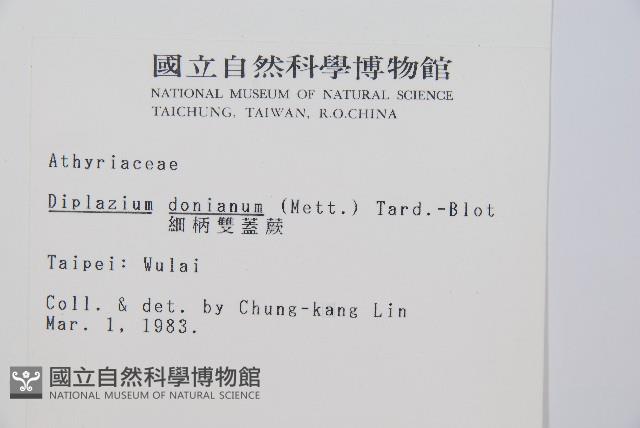 國立自然科學博物館
NATIONAL MUSEUM OF NATURAL SCIENCE
TAICHUNG, TAIWAN, R.O.CHINA
Athyriaceae
Diplazium donianum (Mett.) Tard.-Blot
細柄雙蓋蕨
Taipei: Wulai
Coll. & det. by Chung-kang Lin
Mar. 1, 1983.
國立自然科學博物館
NATIONAL MUSEUM OF NATURAL SCIENCE